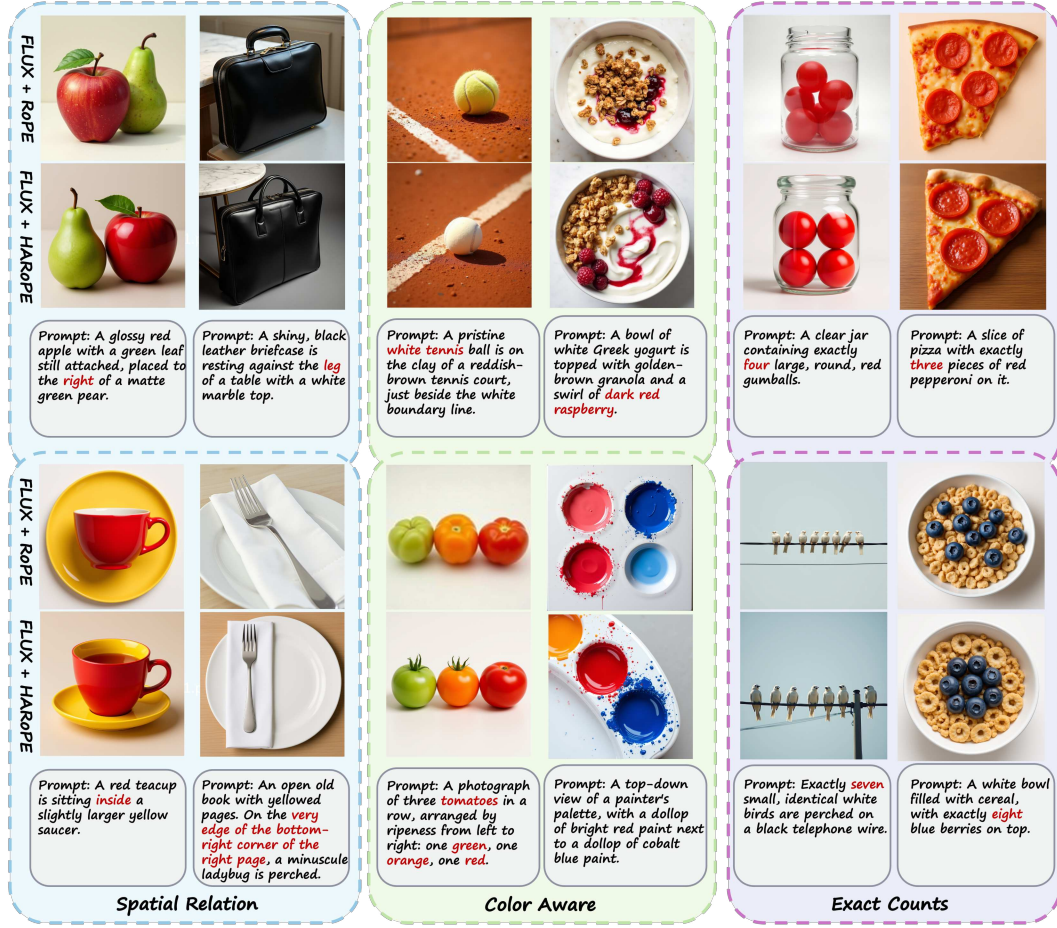 FLUX + RoPE
FLUX + HARoPE
Prompt: A glossy red
apple with a green leaf
still attached, placed to
the right of a matte
green pear.
Prompt: A shiny, black
leather briefcase is
resting against the leg
of a table with a white
marble top.
Prompt: A pristine
white tennis ball is on
the clay of a reddish-
brown tennis court,
just beside the white
boundary line.
Prompt: A bowl of
white Greek yogurt is
topped with golden-
brown granola and a
swirl of dark red
raspberry.
Prompt: A clear jar
containing exactly
four large, round, red
gumballs.
Prompt: A slice of
pizza with exactly
three pieces of red
pepperoni on it.
FLUX + RoPE
FLUX + HARoPE
Prompt: A red teacup
is sitting inside a
slightly larger yellow
saucer.
Prompt: An open old
book with yellowed
pages. On the very
edge of the bottom-
right corner of the
right page, a minuscule
ladybug is perched.
Prompt: A photograph
of three tomatoes in a
row, arranged by
ripeness from left to
right: one green, one
orange, one red.
Prompt: A top-down
view of a painter's
palette, with a dollop
of bright red paint next
to a dollop of cobalt
blue paint.
Prompt: Exactly seven
small, identical white
birds are perched on
a black telephone wire.
Prompt: A white bowl
filled with cereal,
with exactly eight
blue berries on top.
Spatial Relation
Color Aware
Exact Counts